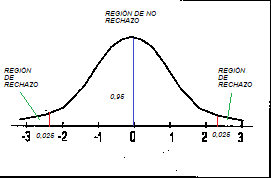 REGIÓN DE NO
RECHAZO
REGIÓN
DE
RECHAZO
REGIÓN
DE
RECHAZO
0,95
0,025
0,025
-3 -2 -1 0 1 2 3